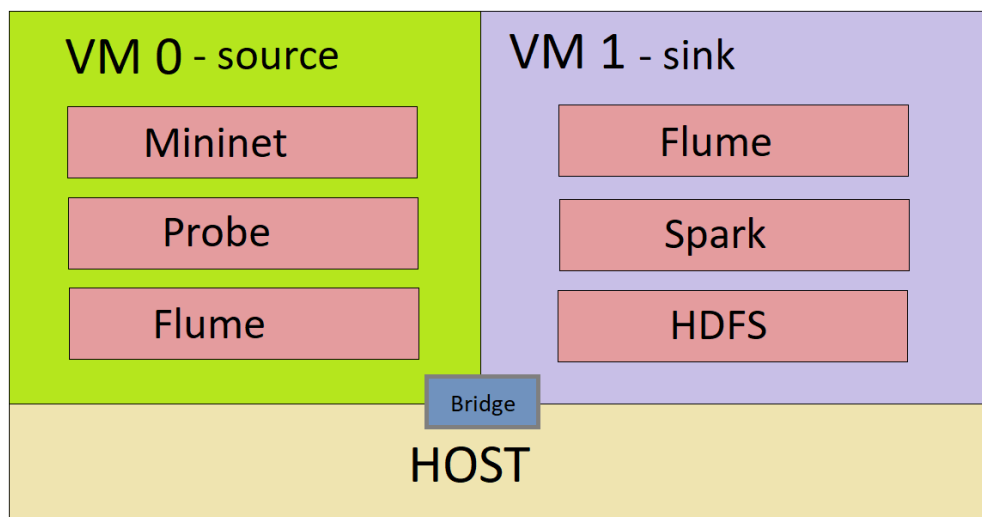 VM 0 - source
Mininet
Probe
Flume
VM 1 - sink
Flume
Spark
HDFS
Bridge
HOST